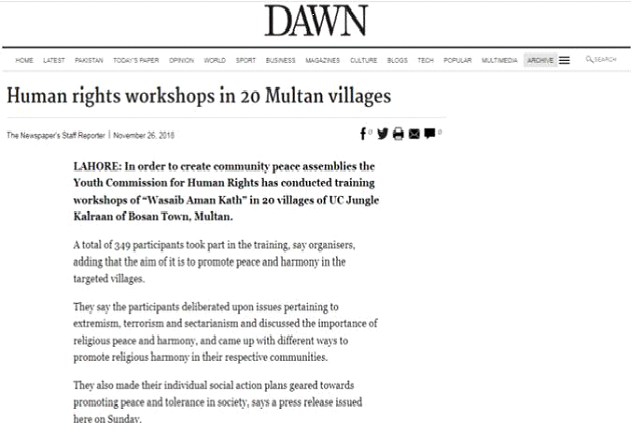 DAWN
HOME LATEST PAKISTAN TODAY'S PAPER OPINION WORLD SPORT BUSINESS MAGAZINES CULTURE BLOGS TECH POPULAR MULTIMEDIA ARCHIVE SEARCH
Human rights workshops in 20 Multan villages
The Newspaper's Staff Reporter | November 26, 2018 0 0
LAHORE: In order to create community peace assemblies the
Youth Commission for Human Rights has conducted training
workshops of “Wasaib Aman Kath” in 20 villages of UC Jungle
Kalraan of Bosan Town, Multan.
A total of 349 participants took part in the training, say organisers,
adding that the aim of it is to promote peace and harmony in the
targeted villages.
They say the participants deliberated upon issues pertaining to
extremism, terrorism and sectarianism and discussed the importance of
religious peace and harmony, and came up with different ways to
promote religious harmony in their respective communities.
They also made their individual social action plans geared towards
promoting peace and tolerance in society, says a press release issued
here on Sunday.